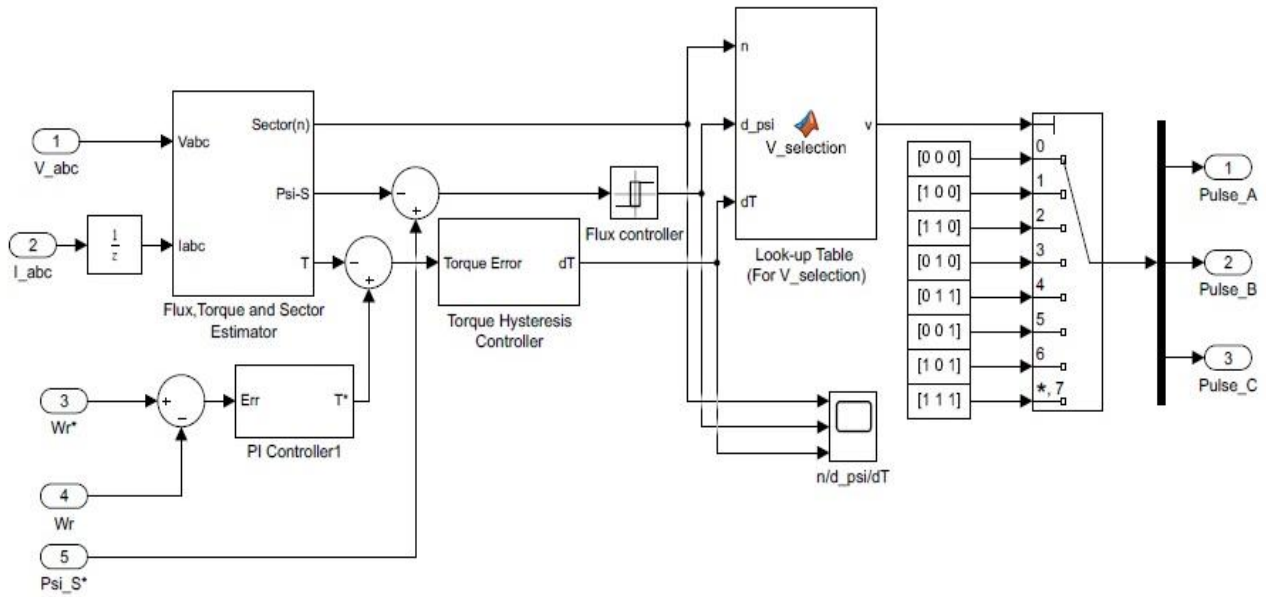 n
1
V_abc
Vabc
Sector(n)
d_psi
v
V_selection
0
[0 0 0]
1
[1 0 0]
1
Pulse_A
Psi-S
dT
2
[1 1 0]
Flux controller
2
I_abc
1
z
Iabc
T
Torque Error
dT
Look-up Table
(For V_selection)
3
[0 1 0]
2
Pulse_B
4
[0 1 1]
Flux,Torque and Sector
Estimator
Torque Hysteresis
Controller
5
[0 0 1]
6
[1 0 1]
3
Pulse_C
*, 7
[1 1 1]
3
Wr*
Err
T*
PI Controller1
n/d_psi/dT
4
Wr
5
Psi_S*
+
−
−
+
−
+